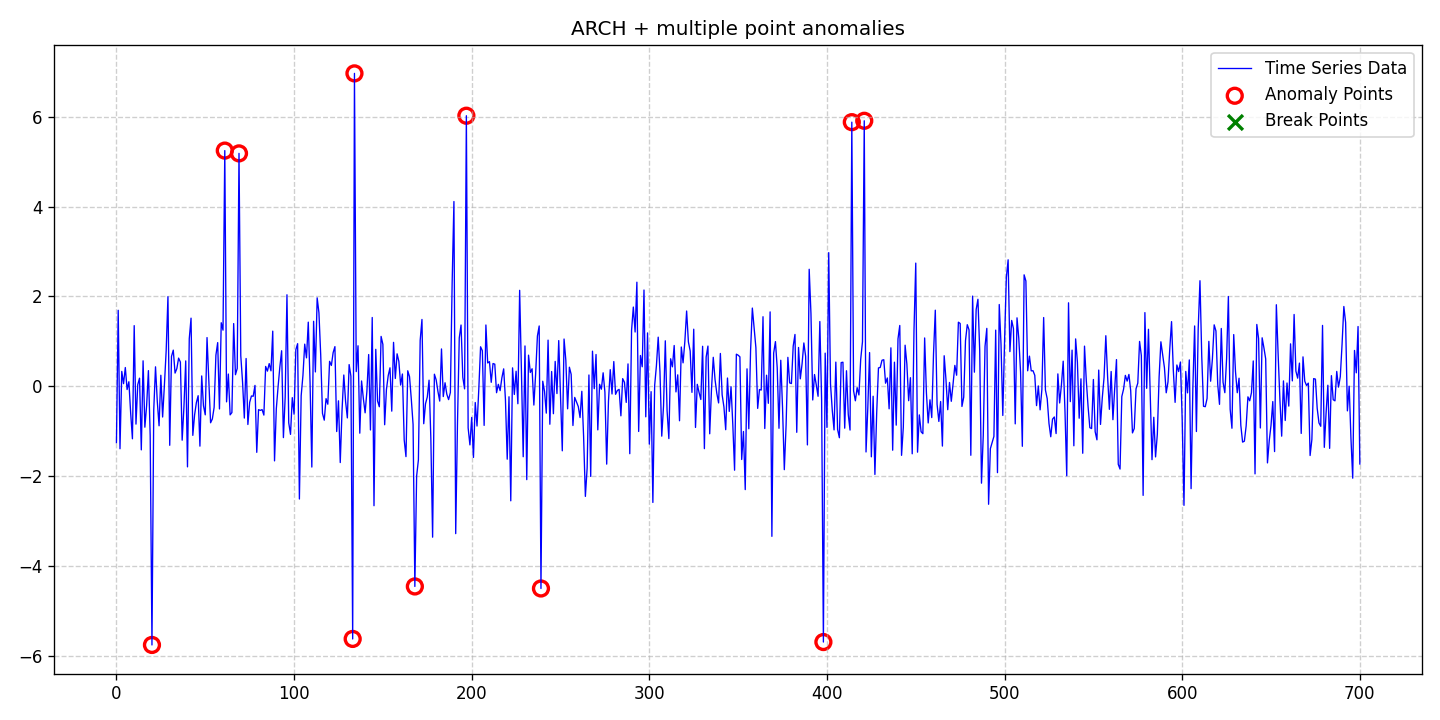 ARCH + multiple point anomalies
Time Series Data
Anomaly Points
Break Points
6
4
2
0
−2
−4
−6
0 100 200 300 400 500 600 700